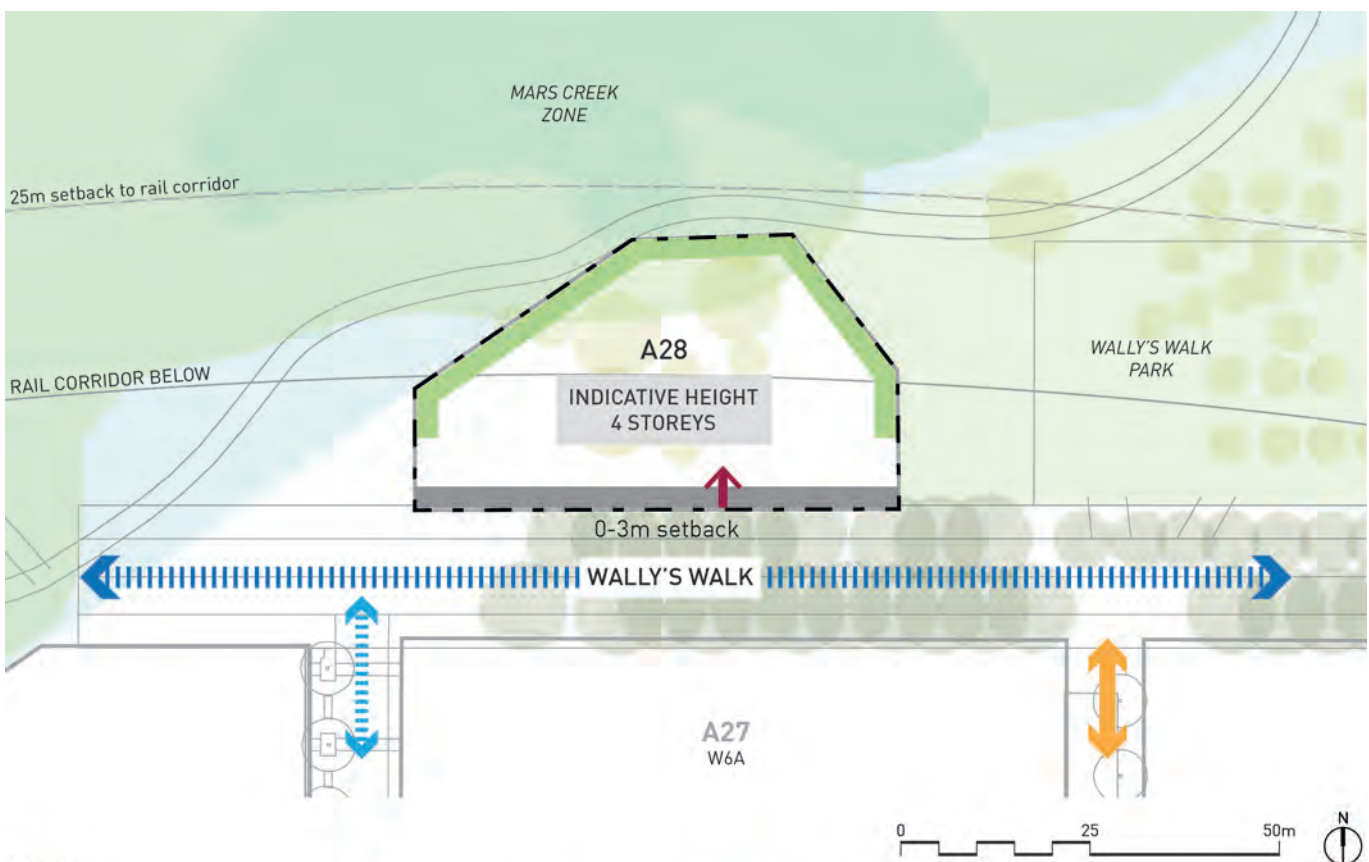 MARS CREEK
ZONE
25m setback to rail corridor
A28
WALLY'S WALK
PARK
RAIL CORRIDOR BELOW
INDICATIVE HEIGHT
4 STOREYS
0-3m setback
WALLY'S WALK
A27
W6A
0 25 50m
N